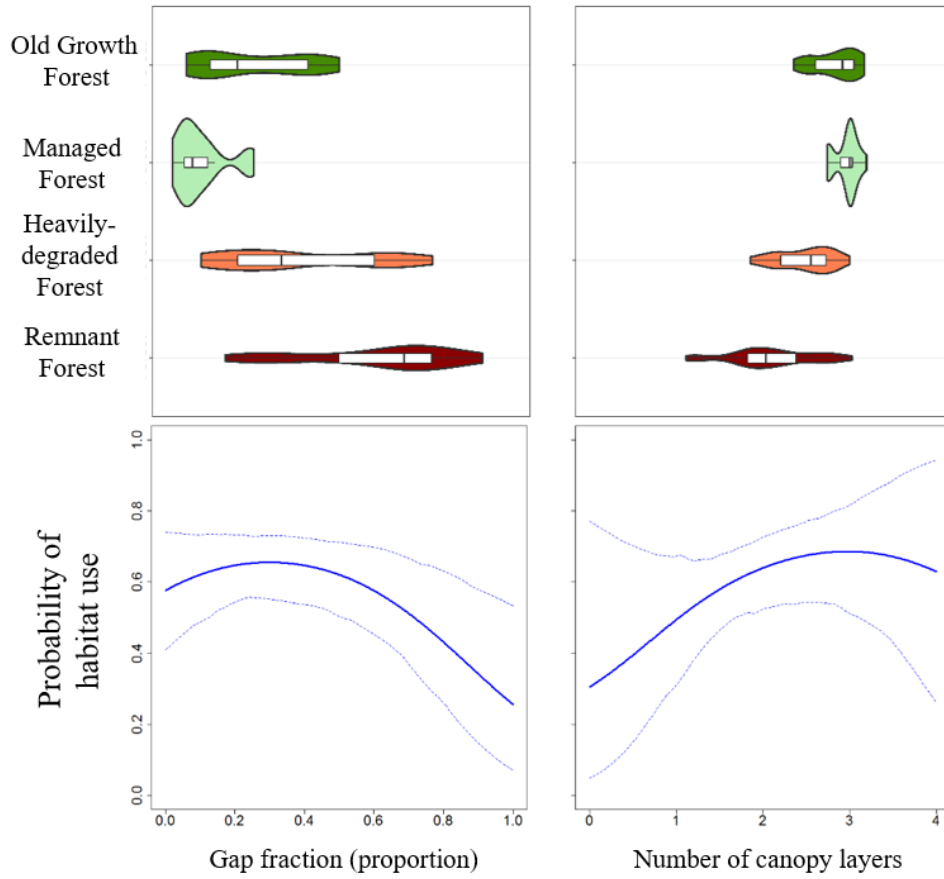 Old Growth
Forest
Managed
Forest
Heavily-
degraded
Forest
Remnant
Forest
Probability of
habitat use
1.0
0.8
0.6
0.4
0.2
0.0
0.0 0.2 0.4 0.6 0.8 1.0
0 1 2 3 4
Gap fraction (proportion)
Number of canopy layers